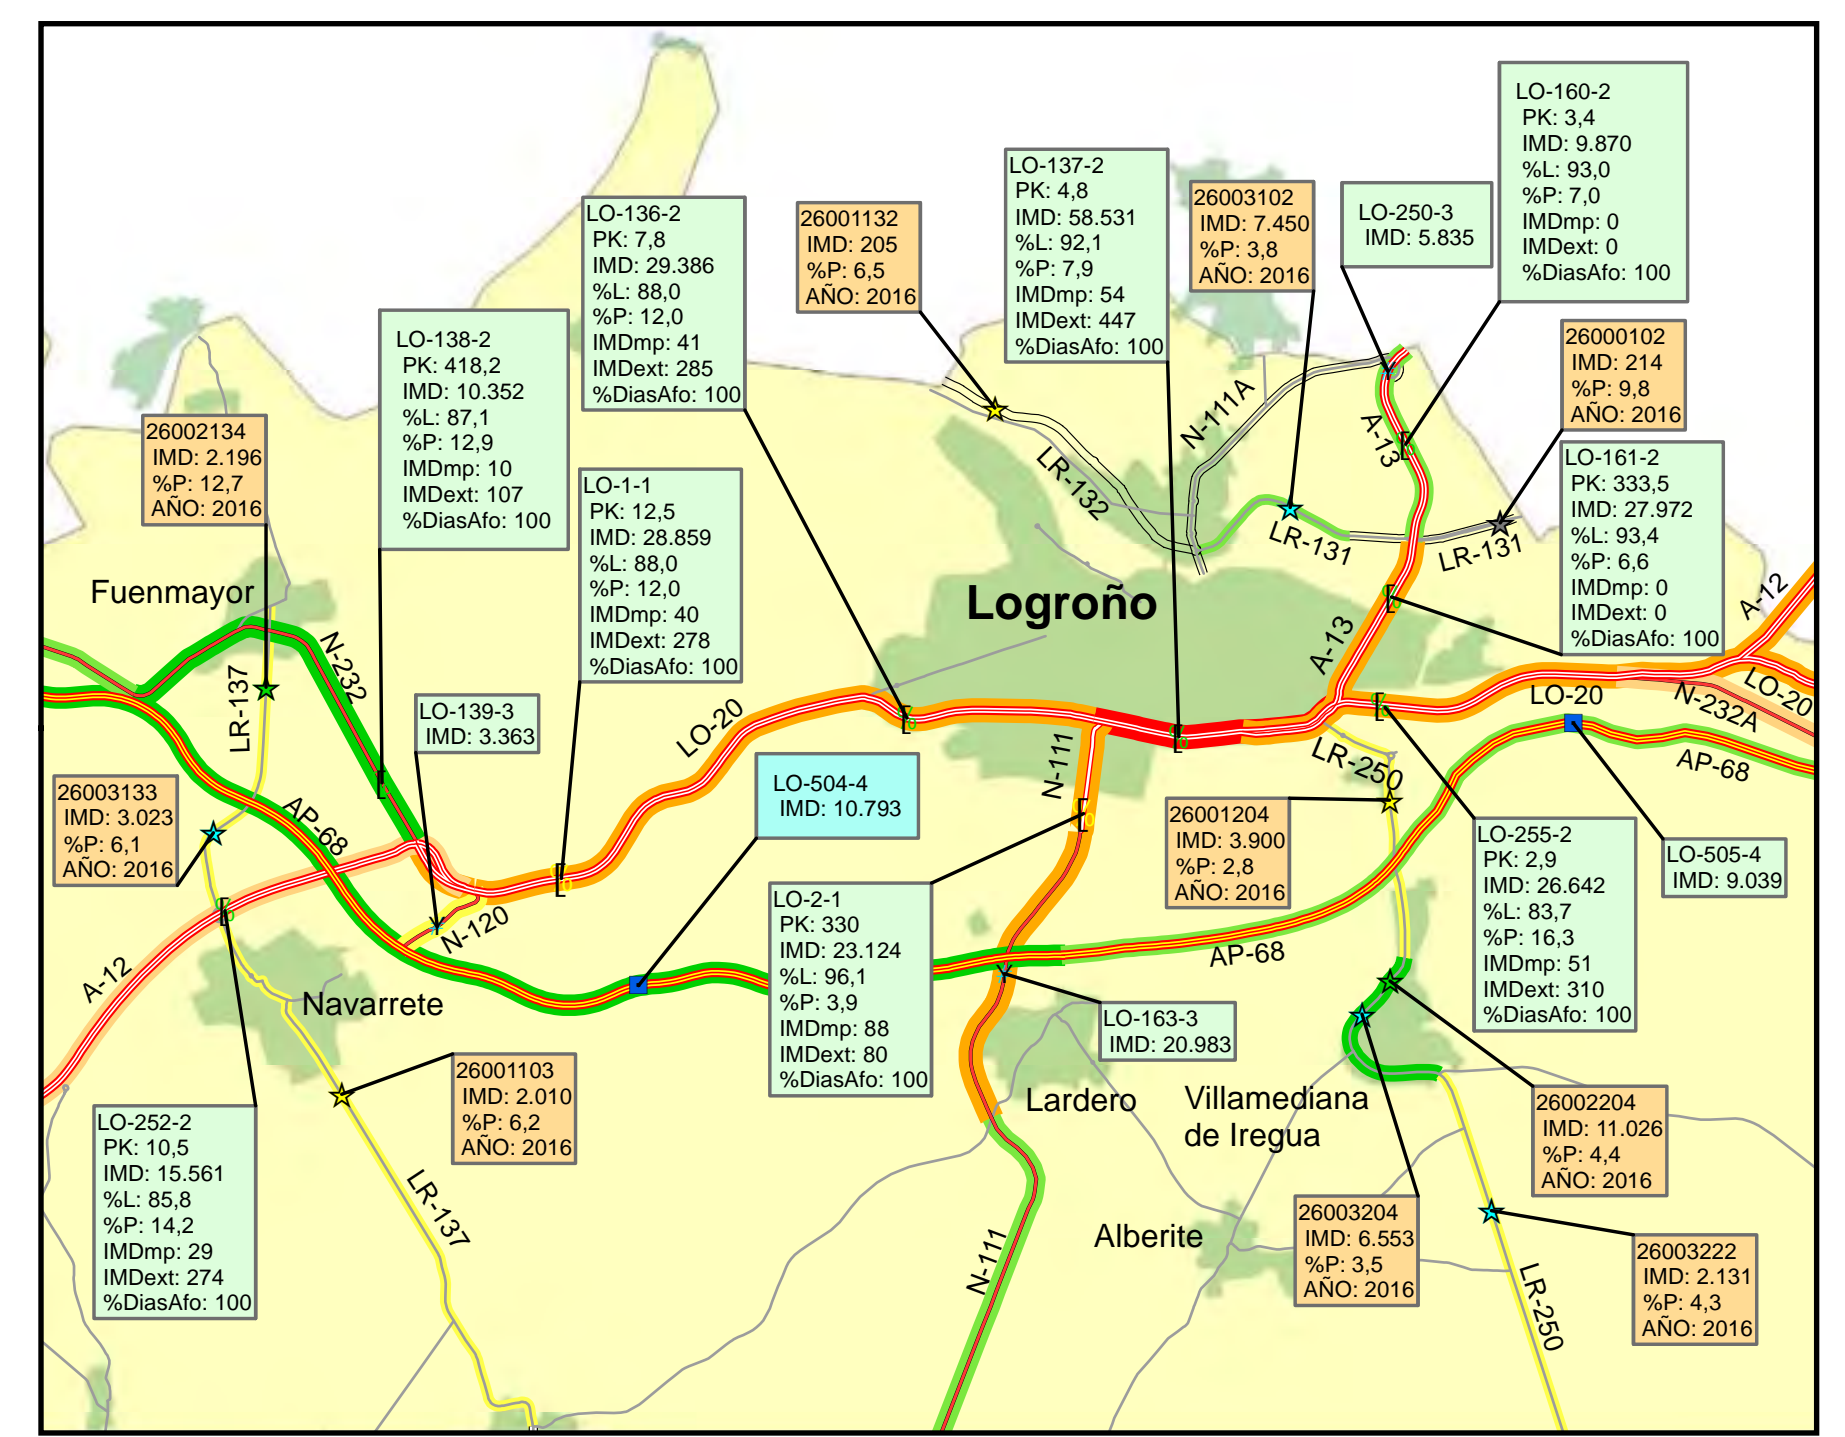 LO-160-2
PK: 3,4
IMD: 9.870
%L: 93,0
%P: 7,0
IMDmp: 0
IMDext: 0
%DiasAfo: 100
LO-137-2
PK: 4,8
IMD: 58.531
%L: 92,1
%P: 7,9
IMDmp: 54
IMDext: 447
%DiasAfo: 100
26003102
IMD: 7.450
%P: 3,8
AÑO: 2016
LO-250-3
IMD: 5.835
LO-136-2
PK: 7,8
IMD: 29.386
%L: 88,0
%P: 12,0
IMDmp: 41
IMDext: 285
%DiasAfo: 100
26001132
IMD: 205
%P: 6,5
AÑO: 2016
LO-138-2
PK: 418,2
IMD: 10.352
%L: 87,1
%P: 12,9
IMDmp: 10
IMDext: 107
%DiasAfo: 100
26000102
IMD: 214
%P: 9,8
AÑO: 2016
26002134
IMD: 2.196
%P: 12,7
AÑO: 2016
LO-1-1
PK: 12,5
IMD: 28.859
%L: 88,0
%P: 12,0
IMDmp: 40
IMDext: 278
%DiasAfo: 100
LO-161-2
PK: 333,5
IMD: 27.972
%L: 93,4
%P: 6,6
IMDmp: 0
IMDext: 0
%DiasAfo: 100
N-111A
A-13
LR-132
LR-131
LR-131
Fuenmayor
Logroño
A-12
N-232
A-13
LR-137
LO-139-3
IMD: 3.363
LO-20
LO-20
LO-20
N-232A
N-111
LR-250
AP-68
26003133
IMD: 3.023
%P: 6,1
AÑO: 2016
AP-68
LO-504-4
IMD: 10.793
26001204
IMD: 3.900
%P: 2,8
AÑO: 2016
LO-255-2
PK: 2,9
IMD: 26.642
%L: 83,7
%P: 16,3
IMDmp: 51
IMDext: 310
%DiasAfo: 100
LO-505-4
IMD: 9.039
LO-2-1
PK: 330
IMD: 23.124
%L: 96,1
%P: 3,9
IMDmp: 88
IMDext: 80
%DiasAfo: 100
N-120
AP-68
A-12
Navarrete
LO-163-3
IMD: 20.983
26001103
IMD: 2.010
%P: 6,2
AÑO: 2016
Lardero
Villamediana
de Iregua
26002204
IMD: 11.026
%P: 4,4
AÑO: 2016
LO-252-2
PK: 10,5
IMD: 15.561
%L: 85,8
%P: 14,2
IMDmp: 29
IMDext: 274
%DiasAfo: 100
LR-137
N-111
Alberite
26003204
IMD: 6.553
%P: 3,5
AÑO: 2016
26003222
IMD: 2.131
%P: 4,3
AÑO: 2016
LR-250